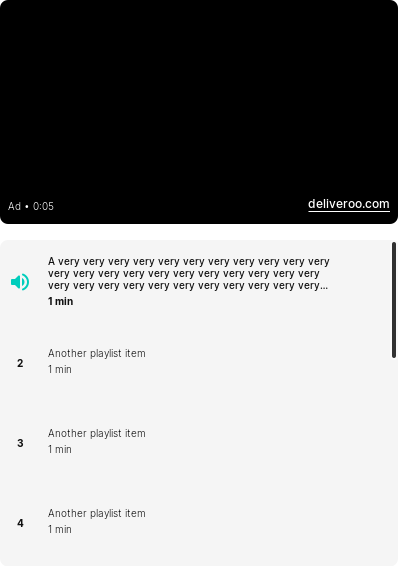 Ad • 0:05
deliveroo.com
A very very very very very very very very very very very
very very very very very very very very very very very
very very very very very very very very very very very...
1 min
2
Another playlist item
1 min
3
Another playlist item
1 min
4
Another playlist item
1 min